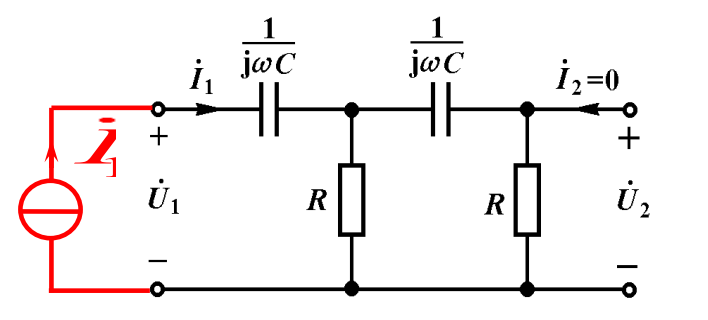 1
jωC
1
jωC
İ₁
İ₂=0
İ₁
+
+
R
R
U̇₁
U̇₂
−
−